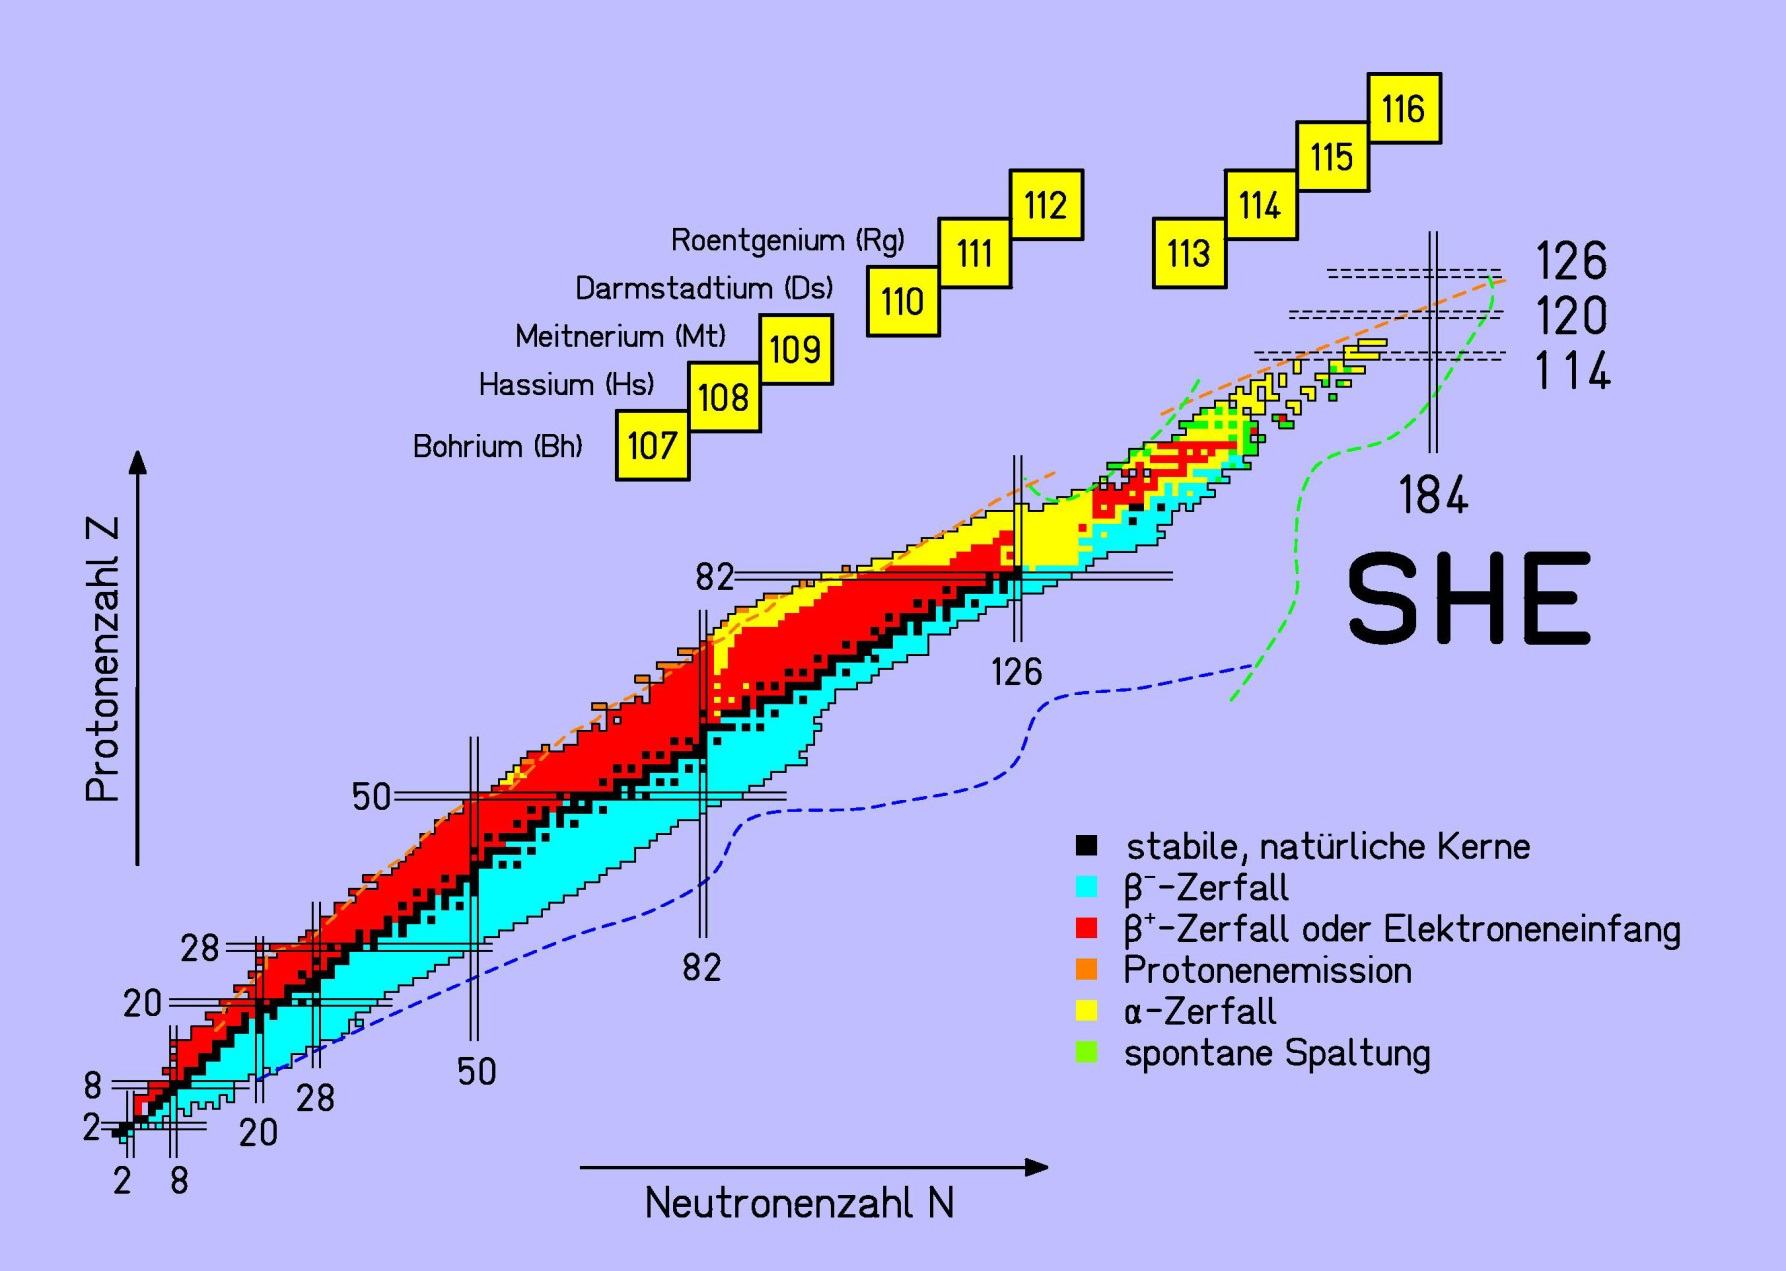 116
115
112
114
Roentgenium (Rg)
111
113
126
Darmstadtium (Ds)
110
120
Meitnerium (Mt)
109
114
Hassium (Hs)
108
Bohrium (Bh)
107
184
SHE
Protonenzahl Z
82
126
50
82
28
20
50
8
28
2
20
2
8
stabile, natürliche Kerne
β⁻-Zerfall
β⁺-Zerfall oder Elektroneneinfang
Protonenemission
α-Zerfall
spontane Spaltung
Neutronenzahl N